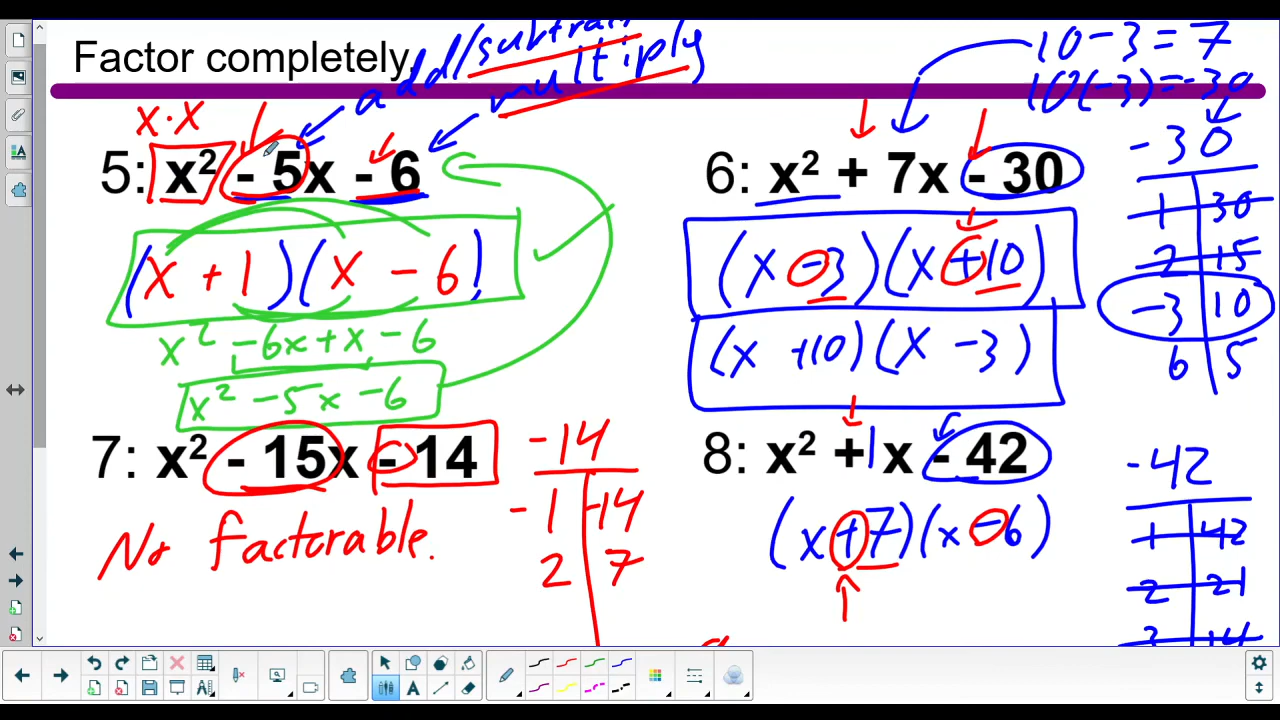 Factor completely
add/subtract
multiply
10 - 3 = 7
10(-3) = -30
x·x
5: x² - 5x - 6
(x + 1)(x - 6)
x² - 6x + x - 6
x² - 5x - 6
6: x² + 7x - 30
(x - 3)(x + 10)
(x + 10)(x - 3)
-30
1 30
2 15
-3 10
6 5
7: x² - 15x - 14
No factorable.
-14
-1 -14
2 7
8: x² + 1x - 42
(x + 7)(x - 6)
-42
1 42
2 21
3 14